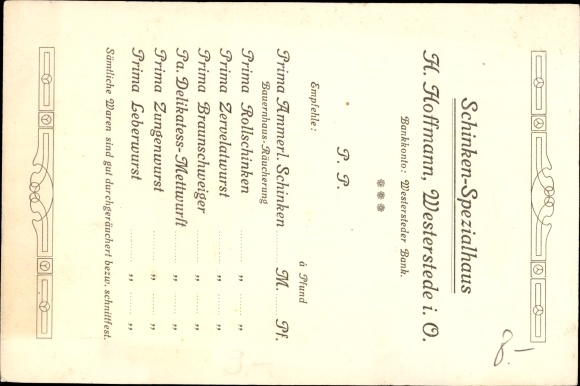 Schinken-Spezialhaus
H. Hoffmann, Westerstede i. O.
Bankkonto: Westersteder Bank.
P. P.
Empfehle: à Pfund
Prima Ammerl. Schinken ..... M. ..... Pf.
Bauernhaus-Räucherung
Prima Rollschinken ..... „ ..... „
Prima Zervelatwurst ..... „ ..... „
Prima Braunschweiger ..... „ ..... „
Pa. Delikatess-Mettwurst ..... „ ..... „
Prima Zungenwurst ..... „ ..... „
Prima Leberwurst ..... „ ..... „
Sämtliche Waren sind gut durchgeräuchert bezw. schnittfest.
8.-
3.-